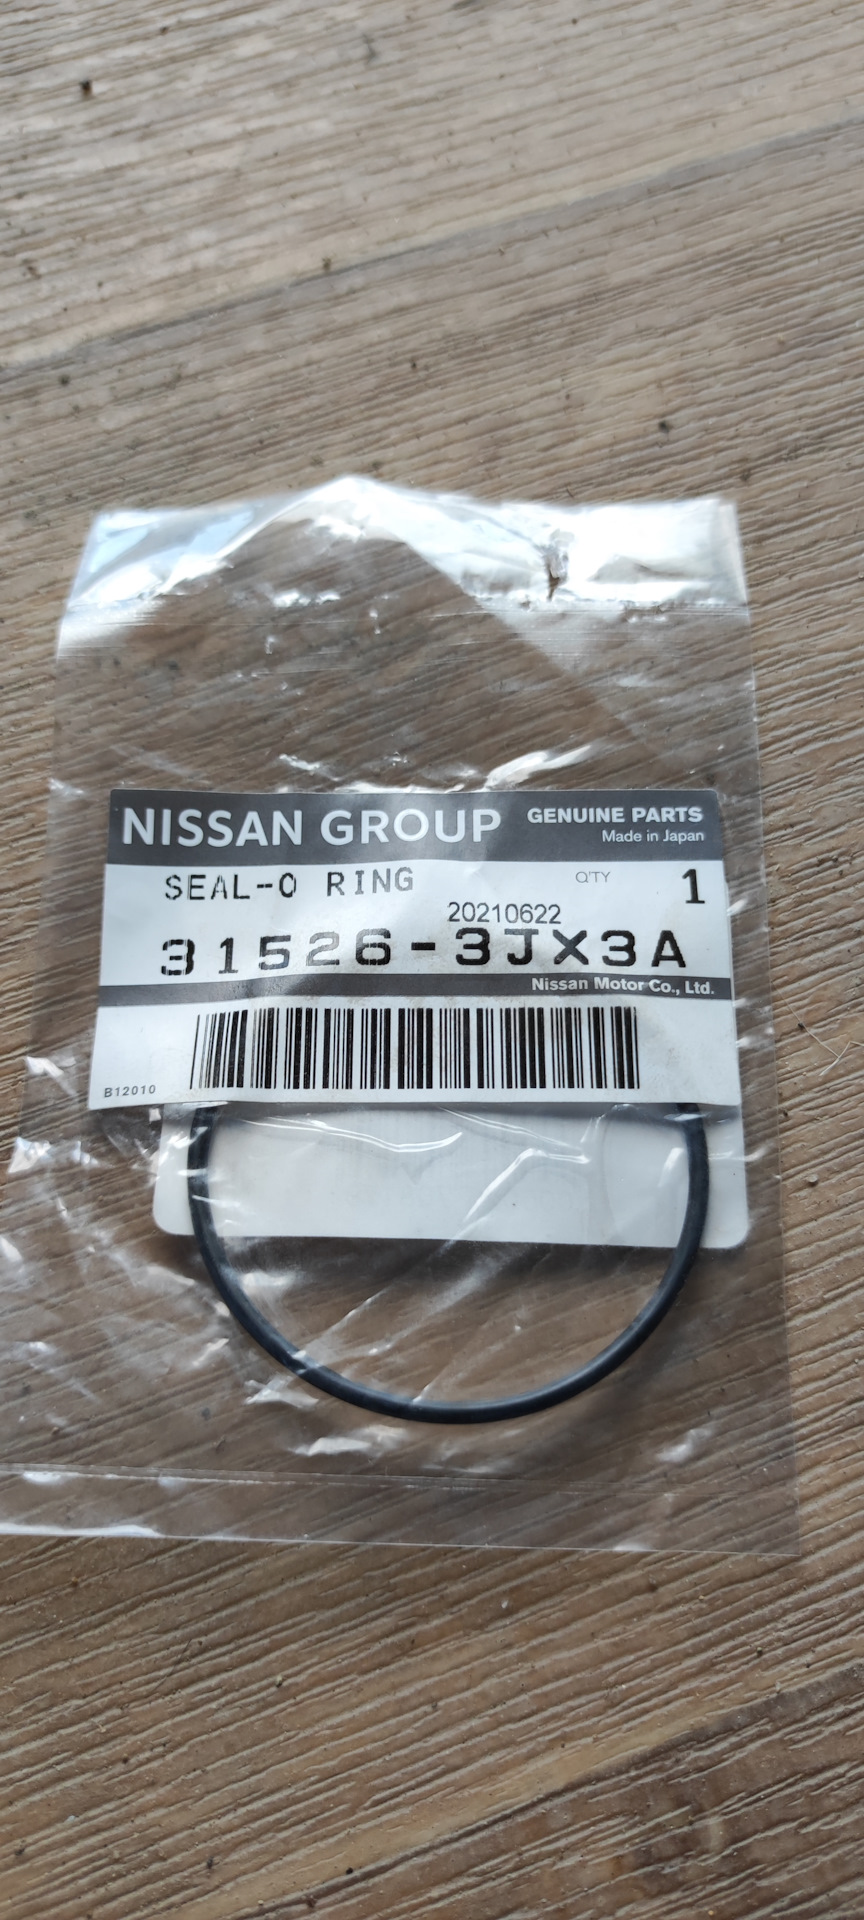 NISSAN GROUP GENUINE PARTS
Made in Japan
SEAL-O RING Q'TY 1
20210622
31526-3JX3A
Nissan Motor Co., Ltd.
B12010